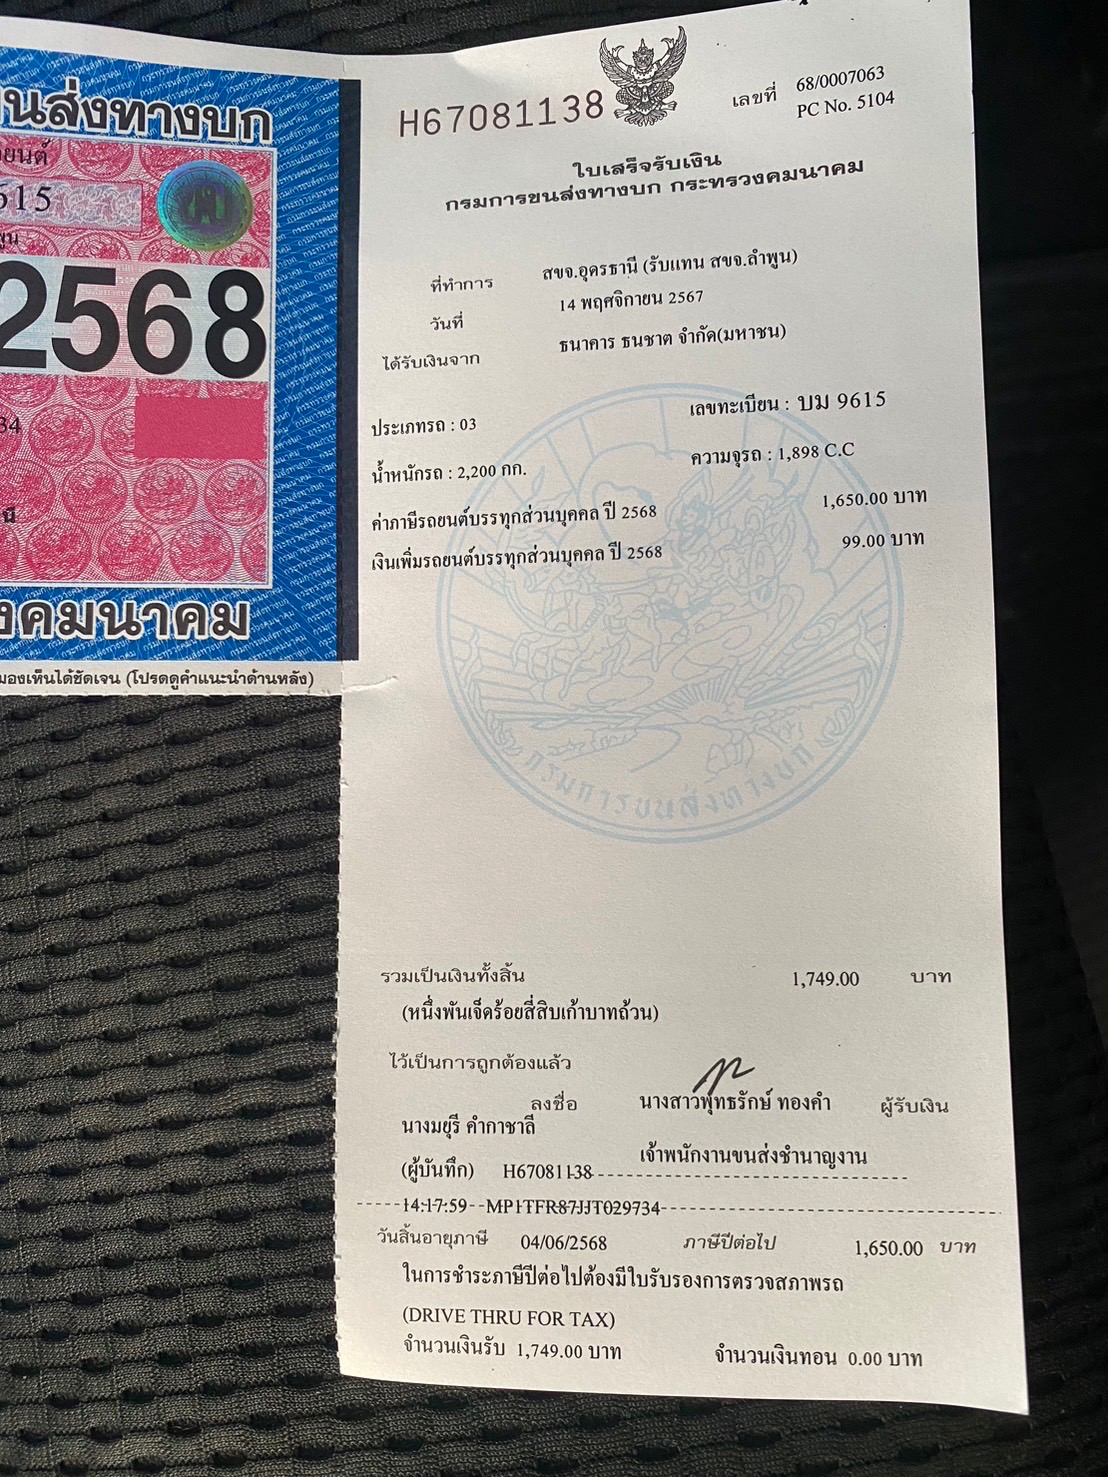 นส่งทางบก
ยนต์
615
พูน
2568
34
นี
งคมนาคม
มองเห็นได้ชัดเจน (โปรดดูคำแนะนำด้านหลัง)
H67081138
เลขที่ 68/0007063
PC No. 5104
ใบเสร็จรับเงิน
กรมการขนส่งทางบก กระทรวงคมนาคม
ที่ทำการ สขจ.อุดรธานี (รับแทน สขจ.ลำพูน)
วันที่ 14 พฤศจิกายน 2567
ได้รับเงินจาก ธนาคาร ธนชาต จำกัด(มหาชน)
ประเภทรถ : 03 เลขทะเบียน : บม 9615
น้ำหนักรถ : 2,200 กก. ความจุรถ : 1,898 C.C
ค่าภาษีรถยนต์บรรทุกส่วนบุคคล ปี 2568 1,650.00 บาท
เงินเพิ่มรถยนต์บรรทุกส่วนบุคคล ปี 2568 99.00 บาท
กรมการขนส่งทางบก
รวมเป็นเงินทั้งสิ้น 1,749.00 บาท
(หนึ่งพันเจ็ดร้อยสี่สิบเก้าบาทถ้วน)
ไว้เป็นการถูกต้องแล้ว
ลงชื่อ นางสาวพุทธรักษ์ ทองคำ ผู้รับเงิน
นางมยุรี คำกาชาลี
เจ้าพนักงานขนส่งชำนาญงาน
(ผู้บันทึก) H67081138
14:17:59--MP1TFR87JJT029734
วันสิ้นอายุภาษี 04/06/2568 ภาษีปีต่อไป 1,650.00 บาท
ในการชำระภาษีปีต่อไปต้องมีใบรับรองการตรวจสภาพรถ
(DRIVE THRU FOR TAX)
จำนวนเงินรับ 1,749.00 บาท จำนวนเงินทอน 0.00 บาท